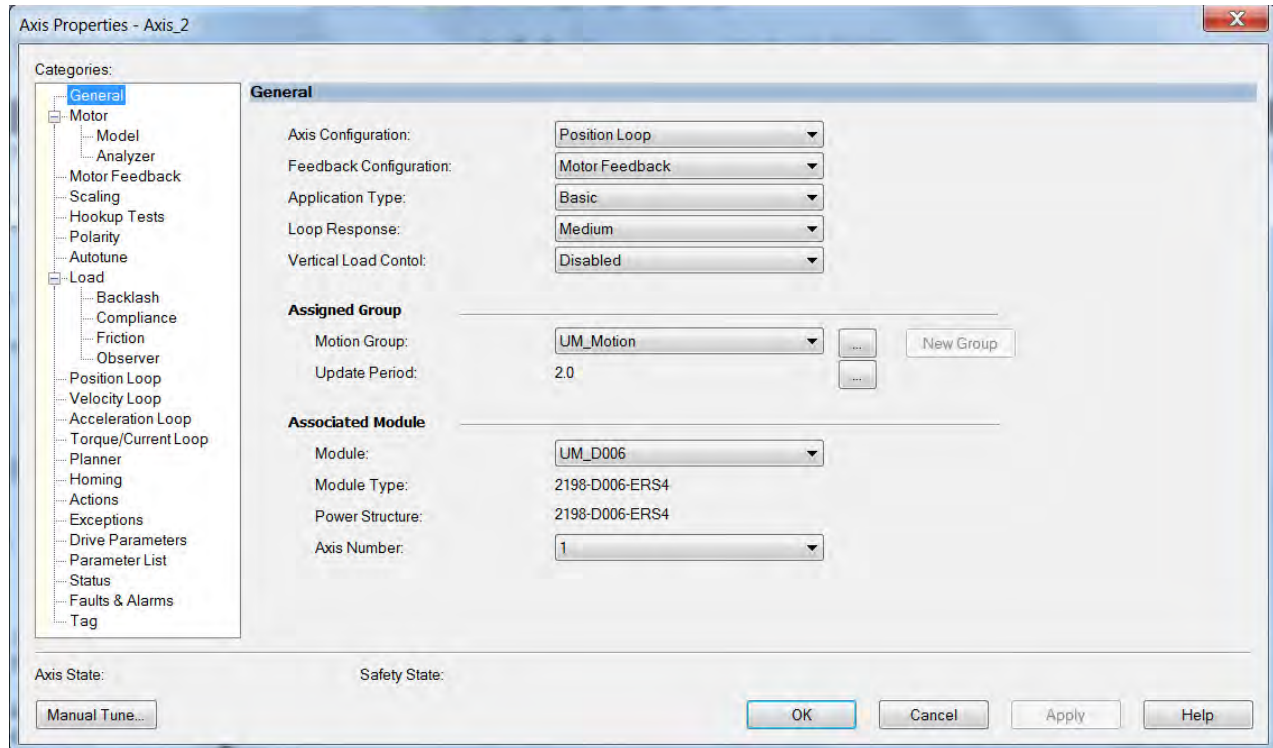 Axis Properties - Axis_2
X
Categories:
General
Motor
Model
Analyzer
Motor Feedback
Scaling
Hookup Tests
Polarity
Autotune
Load
Backlash
Compliance
Friction
Observer
Position Loop
Velocity Loop
Acceleration Loop
Torque/Current Loop
Planner
Homing
Actions
Exceptions
Drive Parameters
Parameter List
Status
Faults & Alarms
Tag
General
Axis Configuration: Position Loop
Feedback Configuration: Motor Feedback
Application Type: Basic
Loop Response: Medium
Vertical Load Contol: Disabled
Assigned Group
Motion Group: UM_Motion ... New Group
Update Period: 2.0 ...
Associated Module
Module: UM_D006
Module Type: 2198-D006-ERS4
Power Structure: 2198-D006-ERS4
Axis Number: 1
Axis State: Safety State:
Manual Tune... OK Cancel Apply Help